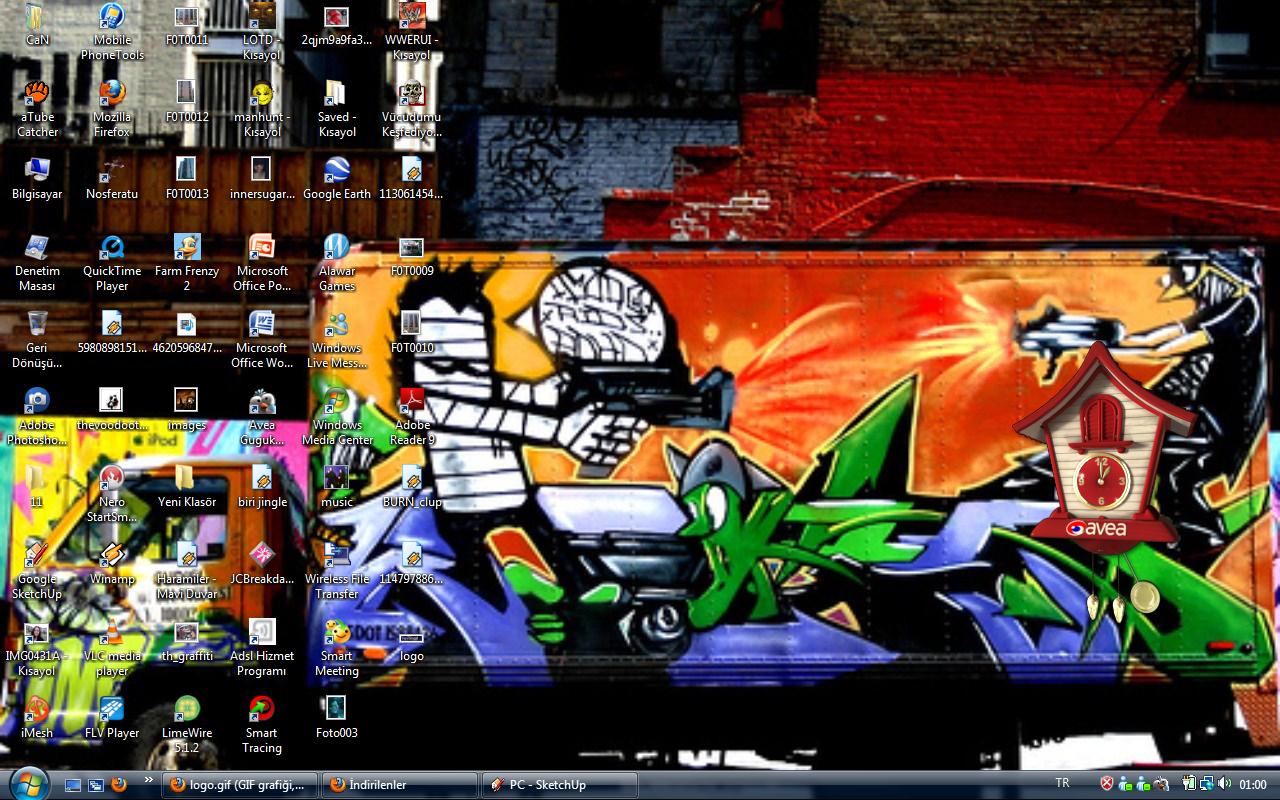 CaN
Mobile
PhoneTools
F0T0011
LOTD -
Kısayol
2qjm9a9fa3...
WWERUI -
Kısayol
aTube
Catcher
Mozilla
Firefox
F0T0012
manhunt -
Kısayol
Saved -
Kısayol
Vücudumu
Keşfediyo...
Bilgisayar
Nosferatu
F0T0013
innersugar...
Google Earth
113061454...
Denetim
Masası
QuickTime
Player
Farm Frenzy
2
Microsoft
Office Po...
Alawar
Games
F0T0009
Geri
Dönüşü...
5980898151...
4620596847...
Microsoft
Office Wo...
Windows
Live Mess...
F0T0010
Adobe
Photosho...
thevoodoot...
images
Avea
Guguk...
Windows
Media Center
Adobe
Reader 9
iPod
11
Nero
StartSm...
Yeni Klasör
biri jingle
music
BURN_clup
12
3
6
9
avea
Google
SketchUp
Winamp
Haramiler -
Mavi Duvar
JCBreakda...
Wireless File
Transfer
114797886...
IMG0431A -
Kısayol
VLC media
player
th_graffiti
Adsl Hizmet
Programı
Smart
Meeting
logo
iMesh
FLV Player
LimeWire
5.1.2
Smart
Tracing
Foto003
logo.gif (GIF grafiği,...
İndirilenler
PC - SketchUp
TR
01:00